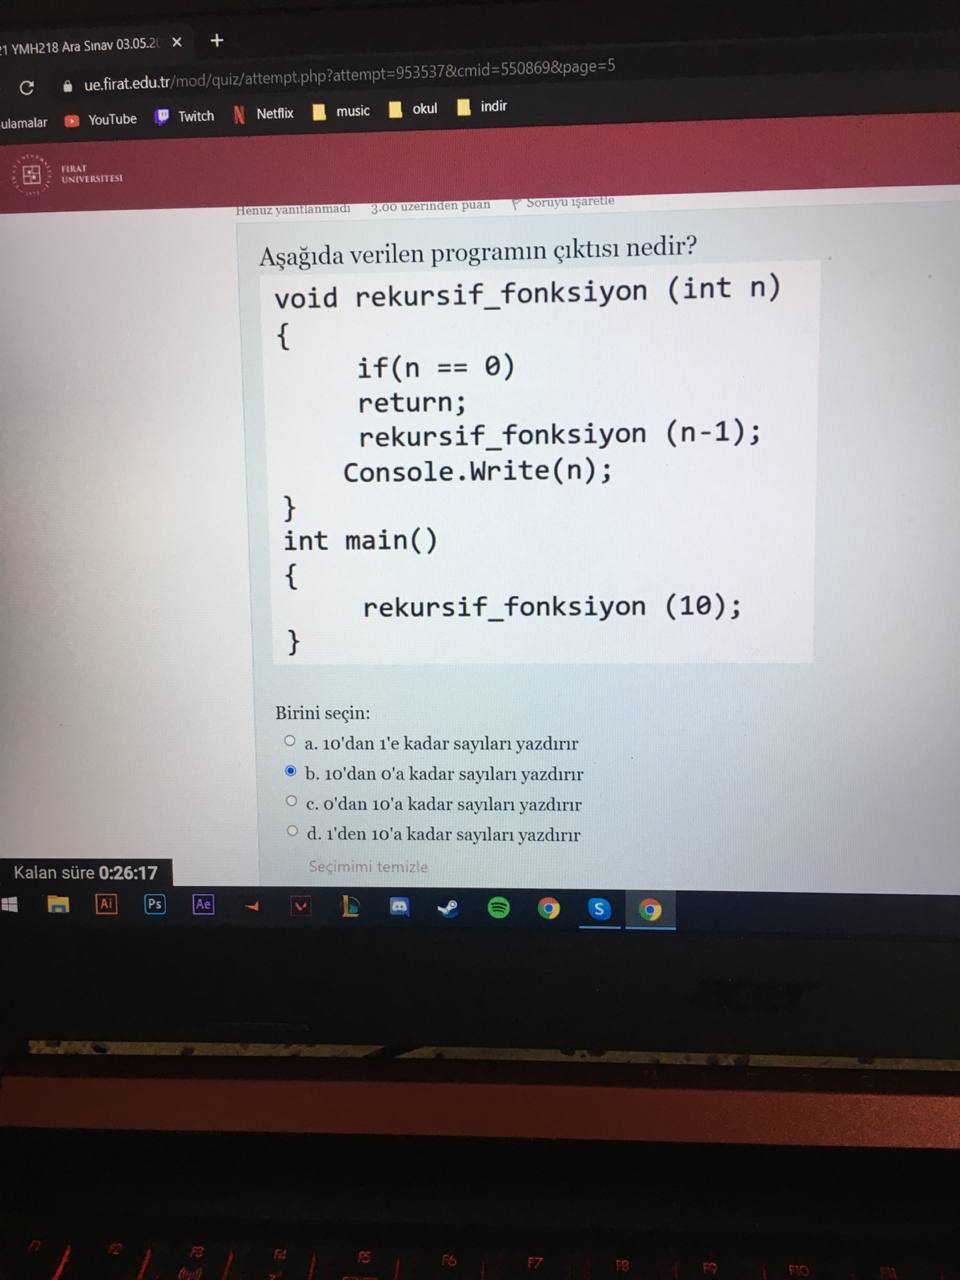 21 YMH218 Ara Sınav 03.05.20
ue.firat.edu.tr/mod/quiz/attempt.php?attempt=953537&cmid=550869&page=5
ulamalar YouTube Twitch Netflix music okul indir
FIRAT
ÜNİVERSİTESİ
Henüz yanıtlanmadı 3.00 üzerinden puan Soruyu işaretle
Aşağıda verilen programın çıktısı nedir?
void rekursif_fonksiyon (int n)
{
if(n == 0)
return;
rekursif_fonksiyon (n-1);
Console.Write(n);
}
int main()
{
rekursif_fonksiyon (10);
}
Birini seçin:
a. 10'dan 1'e kadar sayıları yazdırır
b. 10'dan 0'a kadar sayıları yazdırır
c. 0'dan 10'a kadar sayıları yazdırır
d. 1'den 10'a kadar sayıları yazdırır
Seçimimi temizle
Kalan süre 0:26:17
Ai Ps Ae S
acer
F1 F2 F3 F4 F5 F6 F7 F8 F9 F10